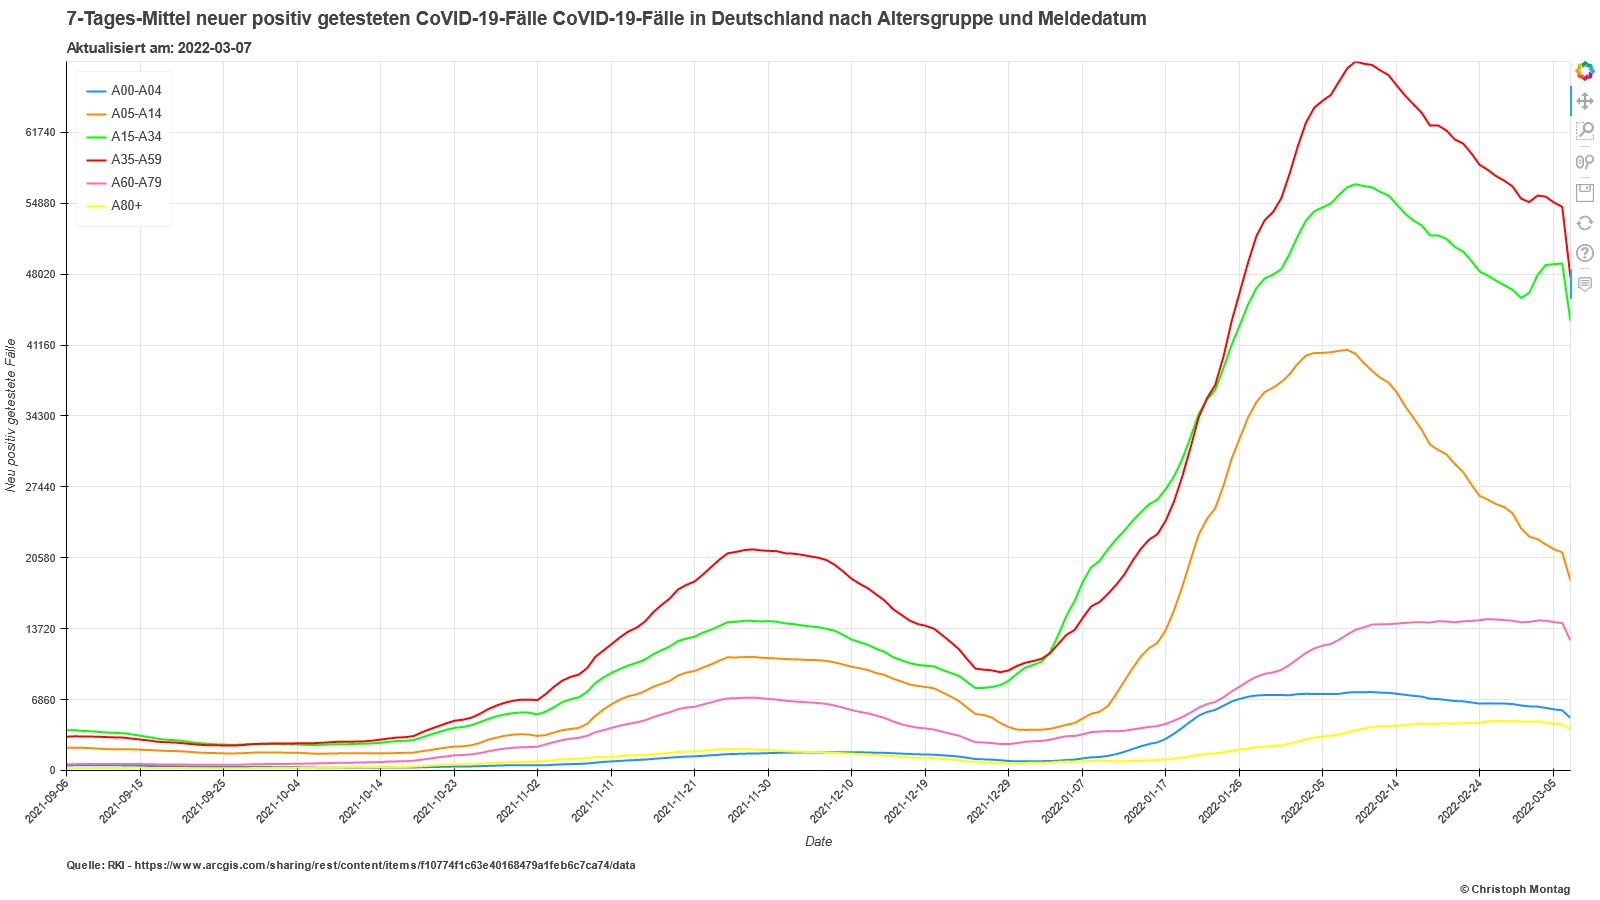 7-Tages-Mittel neuer positiv getesteten CoVID-19-Fälle CoVID-19-Fälle in Deutschland nach Altersgruppe und Meldedatum
Aktualisiert am: 2022-03-07
A00-A04
A05-A14
A15-A34
A35-A59
A60-A79
A80+
61740
54880
48020
41160
34300
27440
20580
13720
6860
0
Neu positiv getestete Fälle
2021-09-06
2021-09-15
2021-09-25
2021-10-04
2021-10-14
2021-10-23
2021-11-02
2021-11-11
2021-11-21
2021-11-30
2021-12-10
2021-12-19
2021-12-29
2022-01-07
2022-01-17
2022-01-26
2022-02-05
2022-02-14
2022-02-24
2022-03-05
Date
Quelle: RKI - https://www.arcgis.com/sharing/rest/content/items/f10774f1c63e40168479a1feb6c7ca74/data
© Christoph Montag